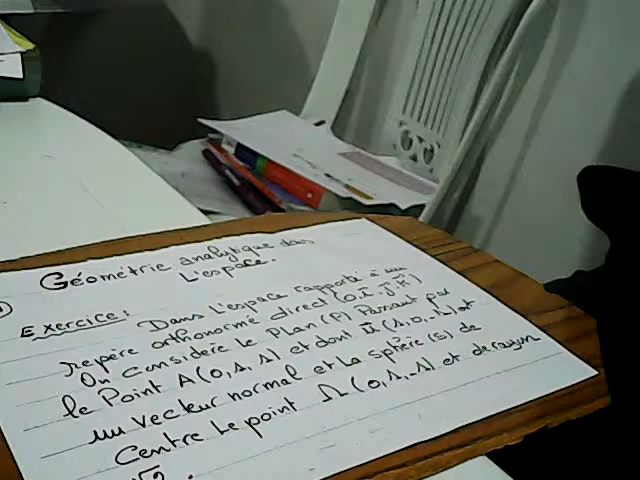 Géométrie analytique dans
L'espace.
Exercice:
Dans L'espace rapporté à un
repère orthonormé direct (O,i,j,k)
On considère le Plan (P) Passant par
le Point A(0,1,1) et dont u(1,0,-1) est
un vecteur normal et la sphère (S) de
Centre le point Ω(0,1,-1) et de rayon
√2.